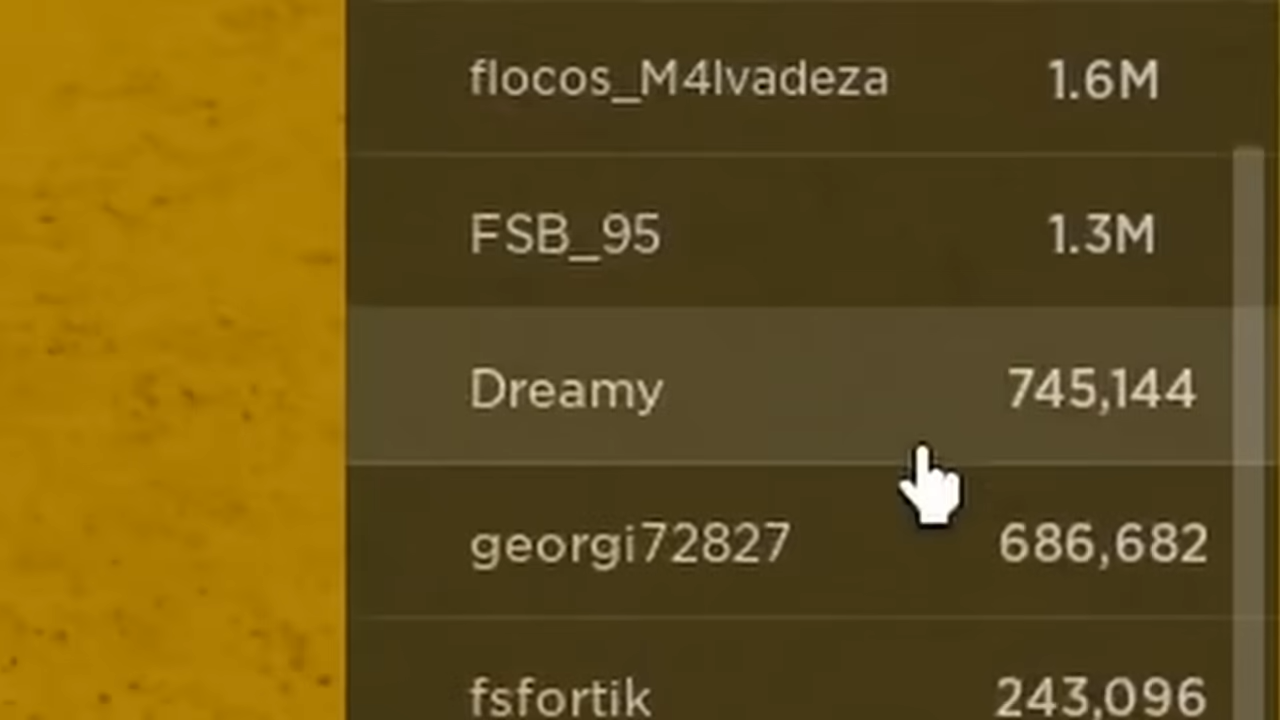 flocos_M4lvadeza 1.6M
FSB_95 1.3M
Dreamy 745,144
georgi72827 686,682
fsfortik 243,096